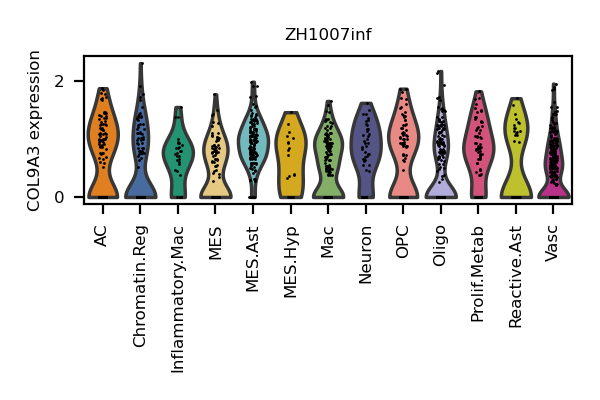 ZH1007inf
COL9A3 expression
2
0
AC
Chromatin.Reg
Inflammatory.Mac
MES
MES.Ast
MES.Hyp
Mac
Neuron
OPC
Oligo
Prolif.Metab
Reactive.Ast
Vasc